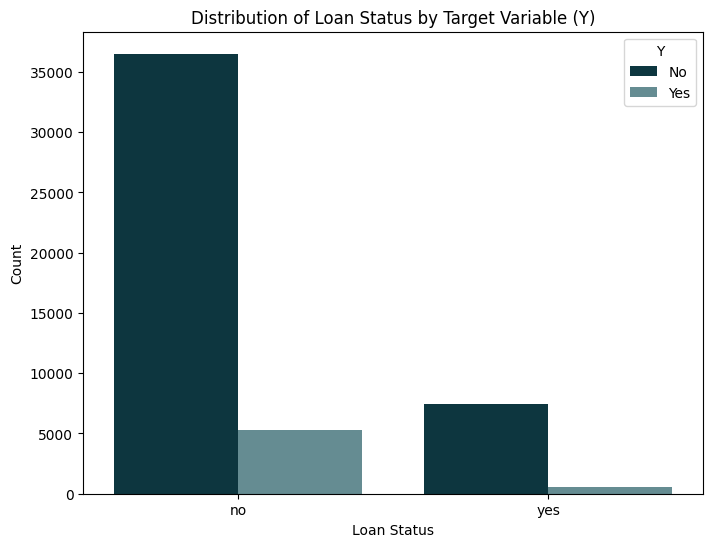 Distribution of Loan Status by Target Variable (Y)
Y
No
Yes
35000
30000
25000
20000
15000
10000
5000
0
Count
no
yes
Loan Status